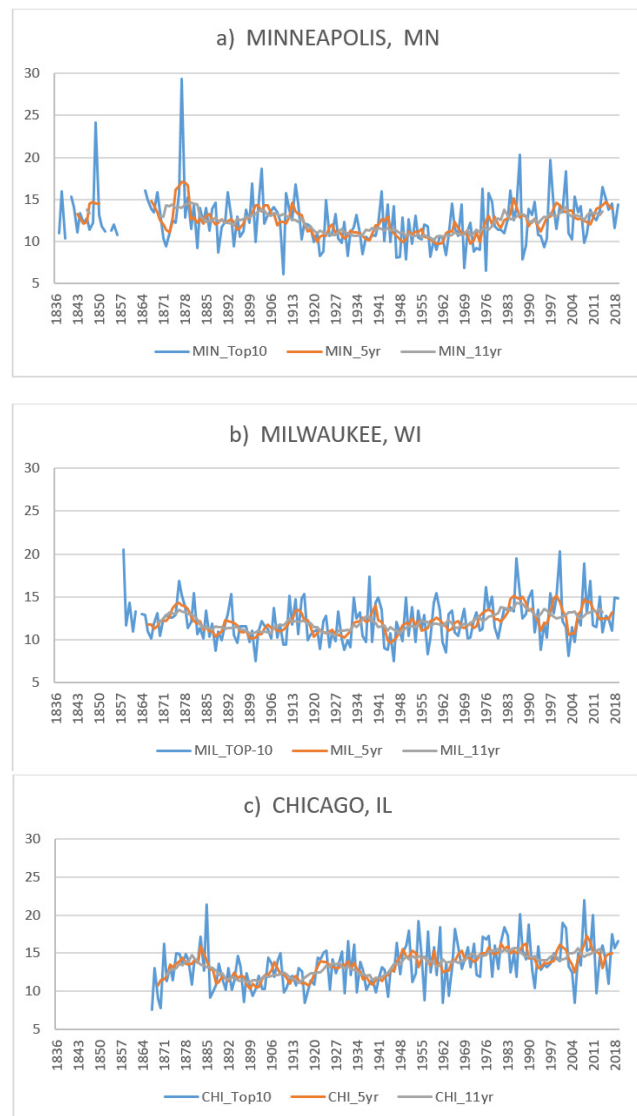 a) MINNEAPOLIS, MN
30
25
20
15
10
5
1836 1843 1850 1857 1864 1871 1878 1885 1892 1899 1906 1913 1920 1927 1934 1941 1948 1955 1962 1969 1976 1983 1990 1997 2004 2011 2018
MIN_Top10 MIN_5yr MIN_11yr
b) MILWAUKEE, WI
30
25
20
15
10
5
1836 1843 1850 1857 1864 1871 1878 1885 1892 1899 1906 1913 1920 1927 1934 1941 1948 1955 1962 1969 1976 1983 1990 1997 2004 2011 2018
MIL_TOP-10 MIL_5yr MIL_11yr
c) CHICAGO, IL
30
25
20
15
10
5
1836 1843 1850 1857 1864 1871 1878 1885 1892 1899 1906 1913 1920 1927 1934 1941 1948 1955 1962 1969 1976 1983 1990 1997 2004 2011 2018
CHI_Top10 CHI_5yr CHI_11yr